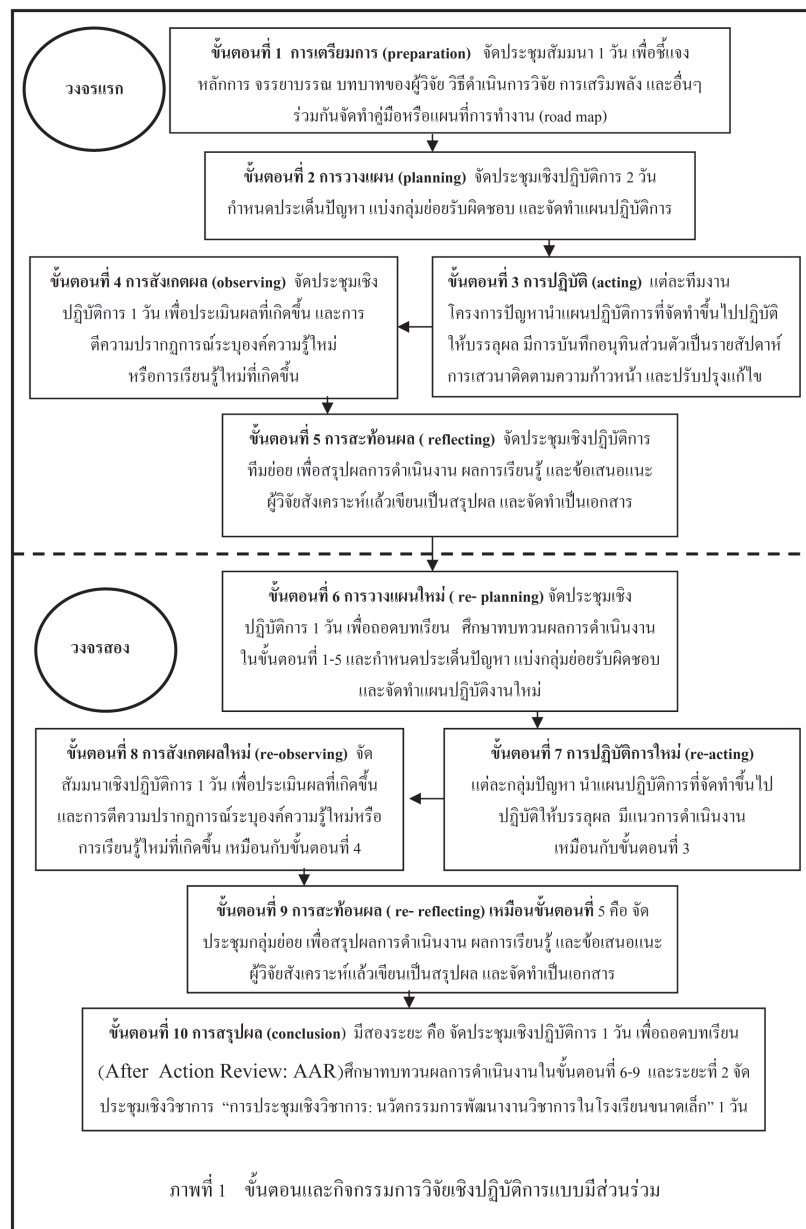 วงจรแรก
ขั้นตอนที่ 1  การเตรียมการ (preparation)  จัดประชุมสัมมนา 1 วัน เพื่อชี้แจง
หลักการ จรรยาบรรณ บทบาทของผู้วิจัย วิธีดำเนินการวิจัย การเสริมพลัง และอื่นๆ
ร่วมกันจัดทำคู่มือหรือแผนที่การทำงาน (road map)
ขั้นตอนที่ 2 การวางแผน (planning)  จัดประชุมเชิงปฏิบัติการ 2 วัน
กำหนดประเด็นปัญหา แบ่งกลุ่มย่อยรับผิดชอบ และจัดทำแผนปฏิบัติการ
ขั้นตอนที่ 3 การปฏิบัติ (acting)  แต่ละทีมงาน
โครงการปัญหานำแผนปฏิบัติการที่จัดทำขึ้นไปปฏิบัติ
ให้บรรลุผล มีการบันทึกอนุทินส่วนตัวเป็นรายสัปดาห์
การเสวนาติดตามความก้าวหน้า และปรับปรุงแก้ไข
ขั้นตอนที่ 4 การสังเกตผล (observing)  จัดประชุมเชิง
ปฏิบัติการ 1 วัน เพื่อประเมินผลที่เกิดขึ้น และการ
ตีความปรากฏการณ์ระบุองค์ความรู้ใหม่
หรือการเรียนรู้ใหม่ที่เกิดขึ้น
ขั้นตอนที่ 5 การสะท้อนผล ( reflecting)  จัดประชุมเชิงปฏิบัติการ
ทีมย่อย เพื่อสรุปผลการดำเนินงาน ผลการเรียนรู้ และข้อเสนอแนะ
ผู้วิจัยสังเคราะห์แล้วเขียนเป็นสรุปผล และจัดทำเป็นเอกสาร
วงจรสอง
ขั้นตอนที่ 6 การวางแผนใหม่ ( re- planning) จัดประชุมเชิง
ปฏิบัติการ 1 วัน เพื่อถอดบทเรียน  ศึกษาทบทวนผลการดำเนินงาน
ในขั้นตอนที่ 1-5 และกำหนดประเด็นปัญหา แบ่งกลุ่มย่อยรับผิดชอบ
และจัดทำแผนปฏิบัติงานใหม่
ขั้นตอนที่ 7 การปฏิบัติการใหม่ (re-acting)
แต่ละกลุ่มปัญหา นำแผนปฏิบัติการที่จัดทำขึ้นไป
ปฏิบัติให้บรรลุผล มีแนวการดำเนินงาน
เหมือนกับขั้นตอนที่ 3
ขั้นตอนที่ 8 การสังเกตผลใหม่ (re-observing)  จัด
สัมมนาเชิงปฏิบัติการ 1 วัน เพื่อประเมินผลที่เกิดขึ้น
และการตีความปรากฏการณ์ระบุองค์ความรู้ใหม่หรือ
การเรียนรู้ใหม่ที่เกิดขึ้น เหมือนกับขั้นตอนที่ 4
ขั้นตอนที่ 9 การสะท้อนผล ( re- reflecting) เหมือนขั้นตอนที่ 5 คือ จัด
ประชุมกลุ่มย่อย เพื่อสรุปผลการดำเนินงาน ผลการเรียนรู้ และข้อเสนอแนะ
ผู้วิจัยสังเคราะห์แล้วเขียนเป็นสรุปผล และจัดทำเป็นเอกสาร
ขั้นตอนที่ 10 การสรุปผล (conclusion)  มีสองระยะ คือ จัดประชุมเชิงปฏิบัติการ 1 วัน เพื่อถอดบทเรียน
(After Action Review: AAR)ศึกษาทบทวนผลการดำเนินงานในขั้นตอนที่ 6-9  และระยะที่ 2 จัด
ประชุมเชิงวิชาการ  “การประชุมเชิงวิชาการ: นวัตกรรมการพัฒนางานวิชาการในโรงเรียนขนาดเล็ก” 1 วัน
ภาพที่ 1   ขั้นตอนและกิจกรรมการวิจัยเชิงปฏิบัติการแบบมีส่วนร่วม